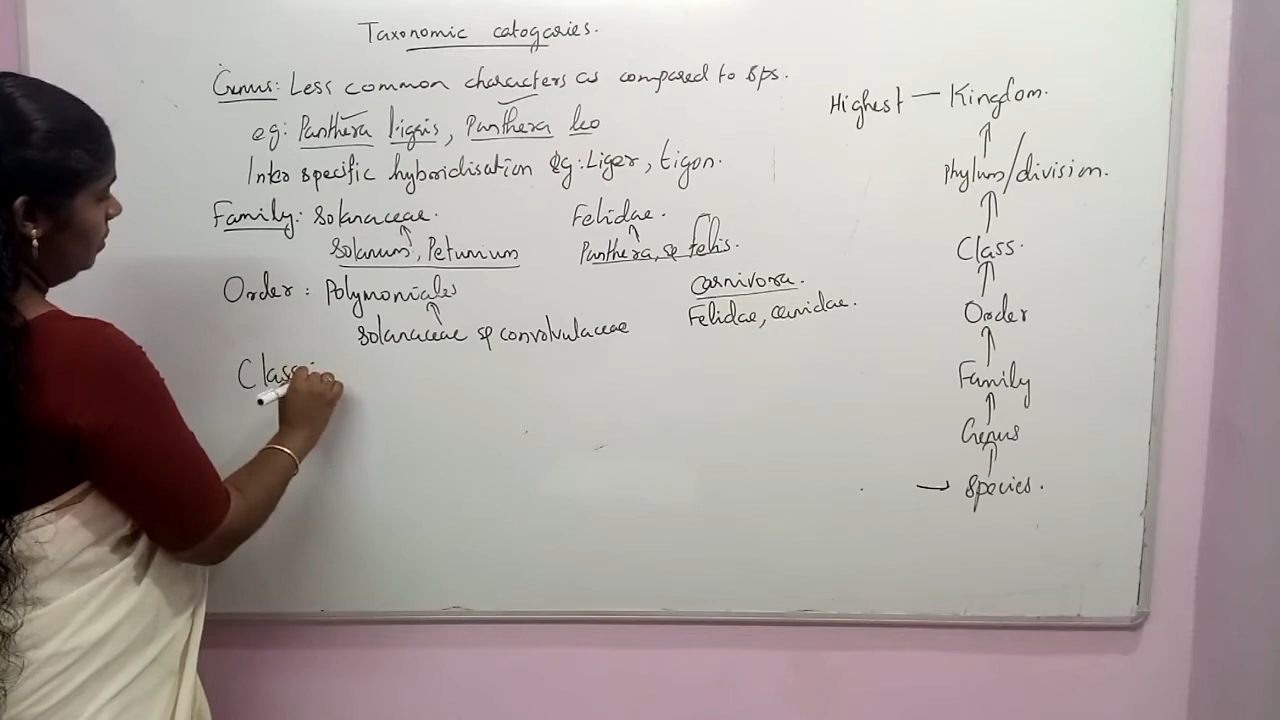 Taxonomic catogaries.
Genus: Less common characters as compared to sps.
eg: Panthera tigris, Panthera leo
Inter specific hybridisation eg: Liger, tigon.
Family: Solanaceae. Felidae.
Solanum, Petunium Panthera, felis.
Order: Polymoniales Carnivora.
Solanaceae convolvulaceae Felidae, canidae.
Class:
Highest — Kingdom.
↑
Phylum/division.
↑
Class.
↑
Order
↑
Family
↑
Genus
↑
→ Species.